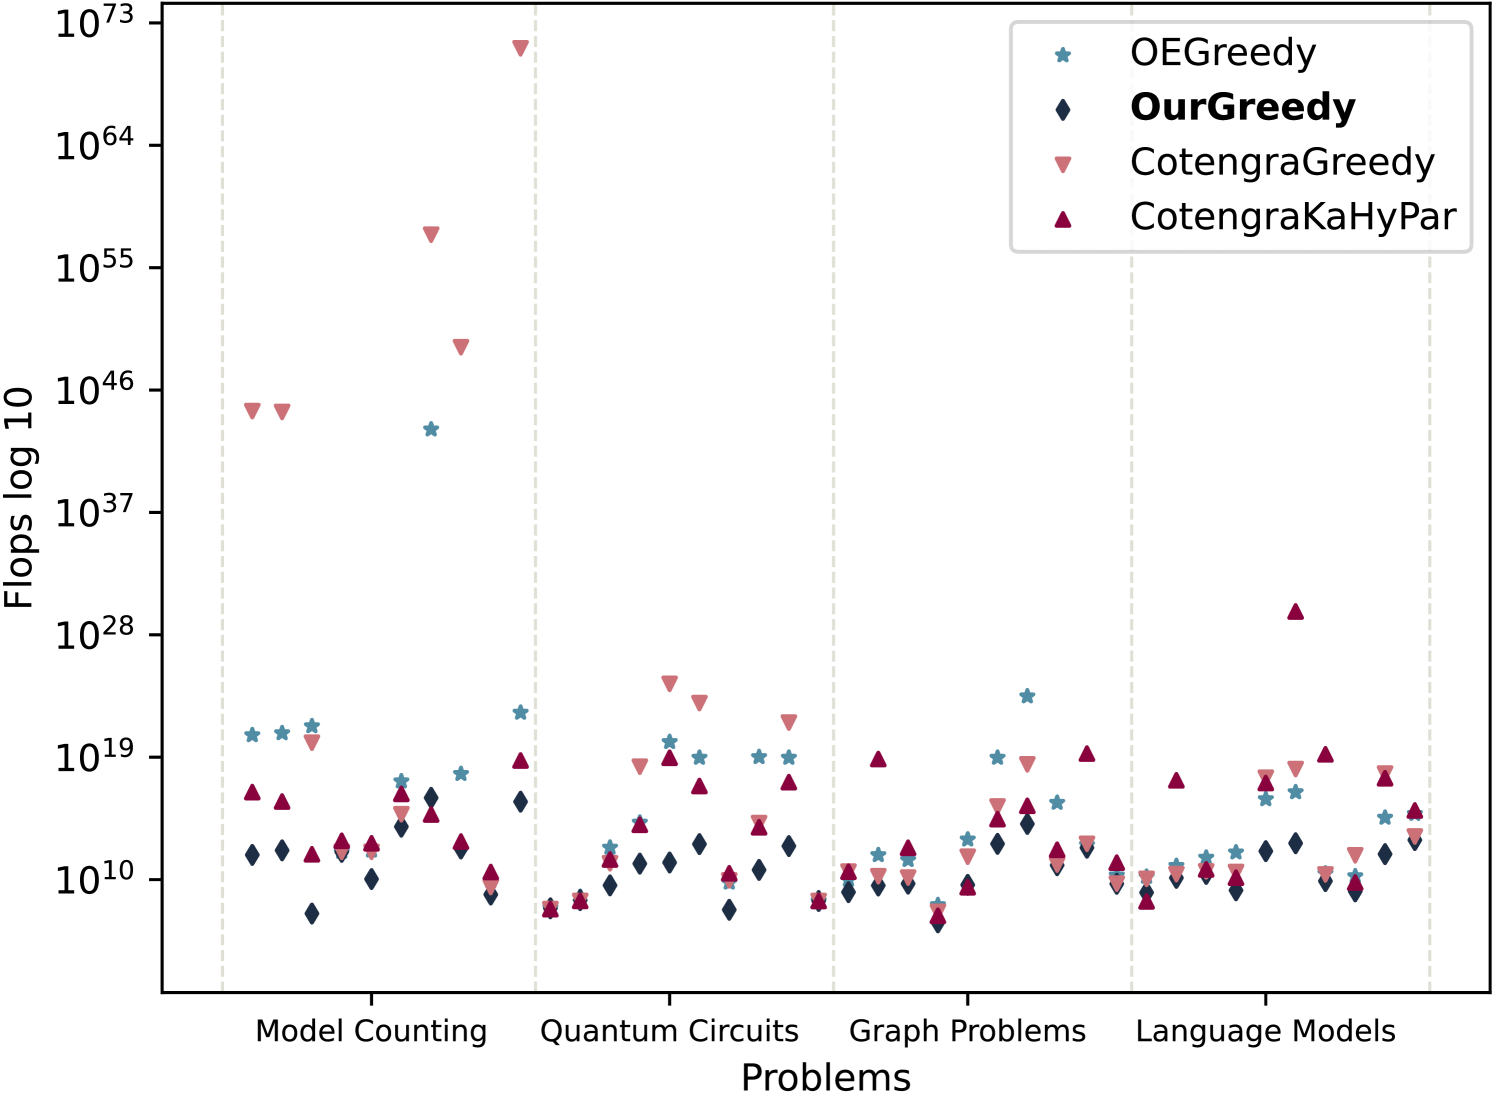 10^73
10^64
10^55
10^46
10^37
10^28
10^19
10^10
Flops log 10
OEGreedy
OurGreedy
CotengraGreedy
CotengraKaHyPar
Model Counting
Quantum Circuits
Graph Problems
Language Models
Problems